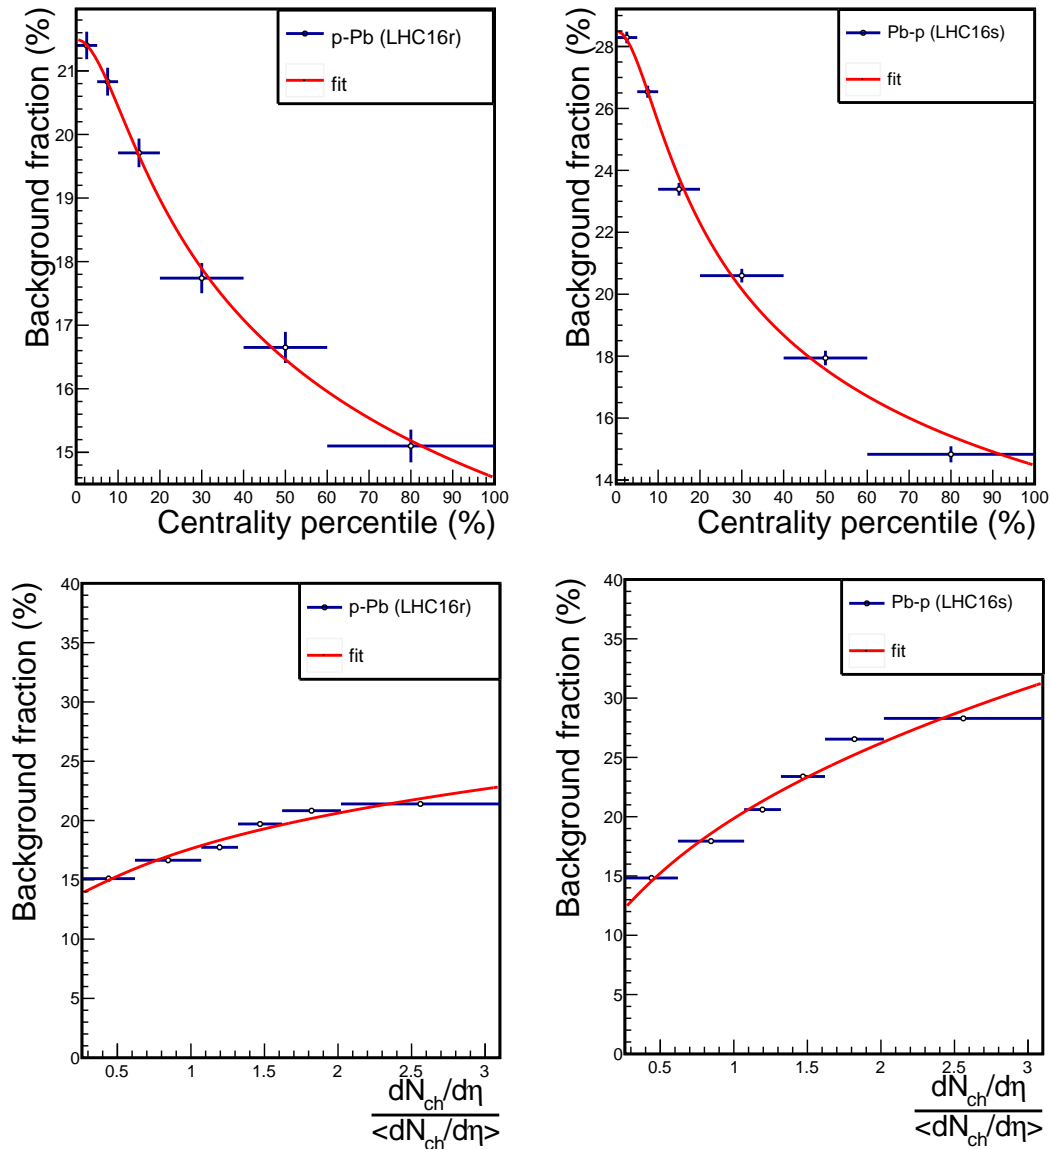 Background fraction (%)
21
20
19
18
17
16
15
p-Pb (LHC16r)
fit
0 10 20 30 40 50 60 70 80 90 100
Centrality percentile (%)
Background fraction (%)
28
26
24
22
20
18
16
14
Pb-p (LHC16s)
fit
0 10 20 30 40 50 60 70 80 90 100
Centrality percentile (%)
Background fraction (%)
40
35
30
25
20
15
10
5
0
p-Pb (LHC16r)
fit
0.5 1 1.5 2 2.5 3
dN_ch/dη
<dN_ch/dη>
Background fraction (%)
40
35
30
25
20
15
10
5
0
Pb-p (LHC16s)
fit
0.5 1 1.5 2 2.5 3
dN_ch/dη
<dN_ch/dη>